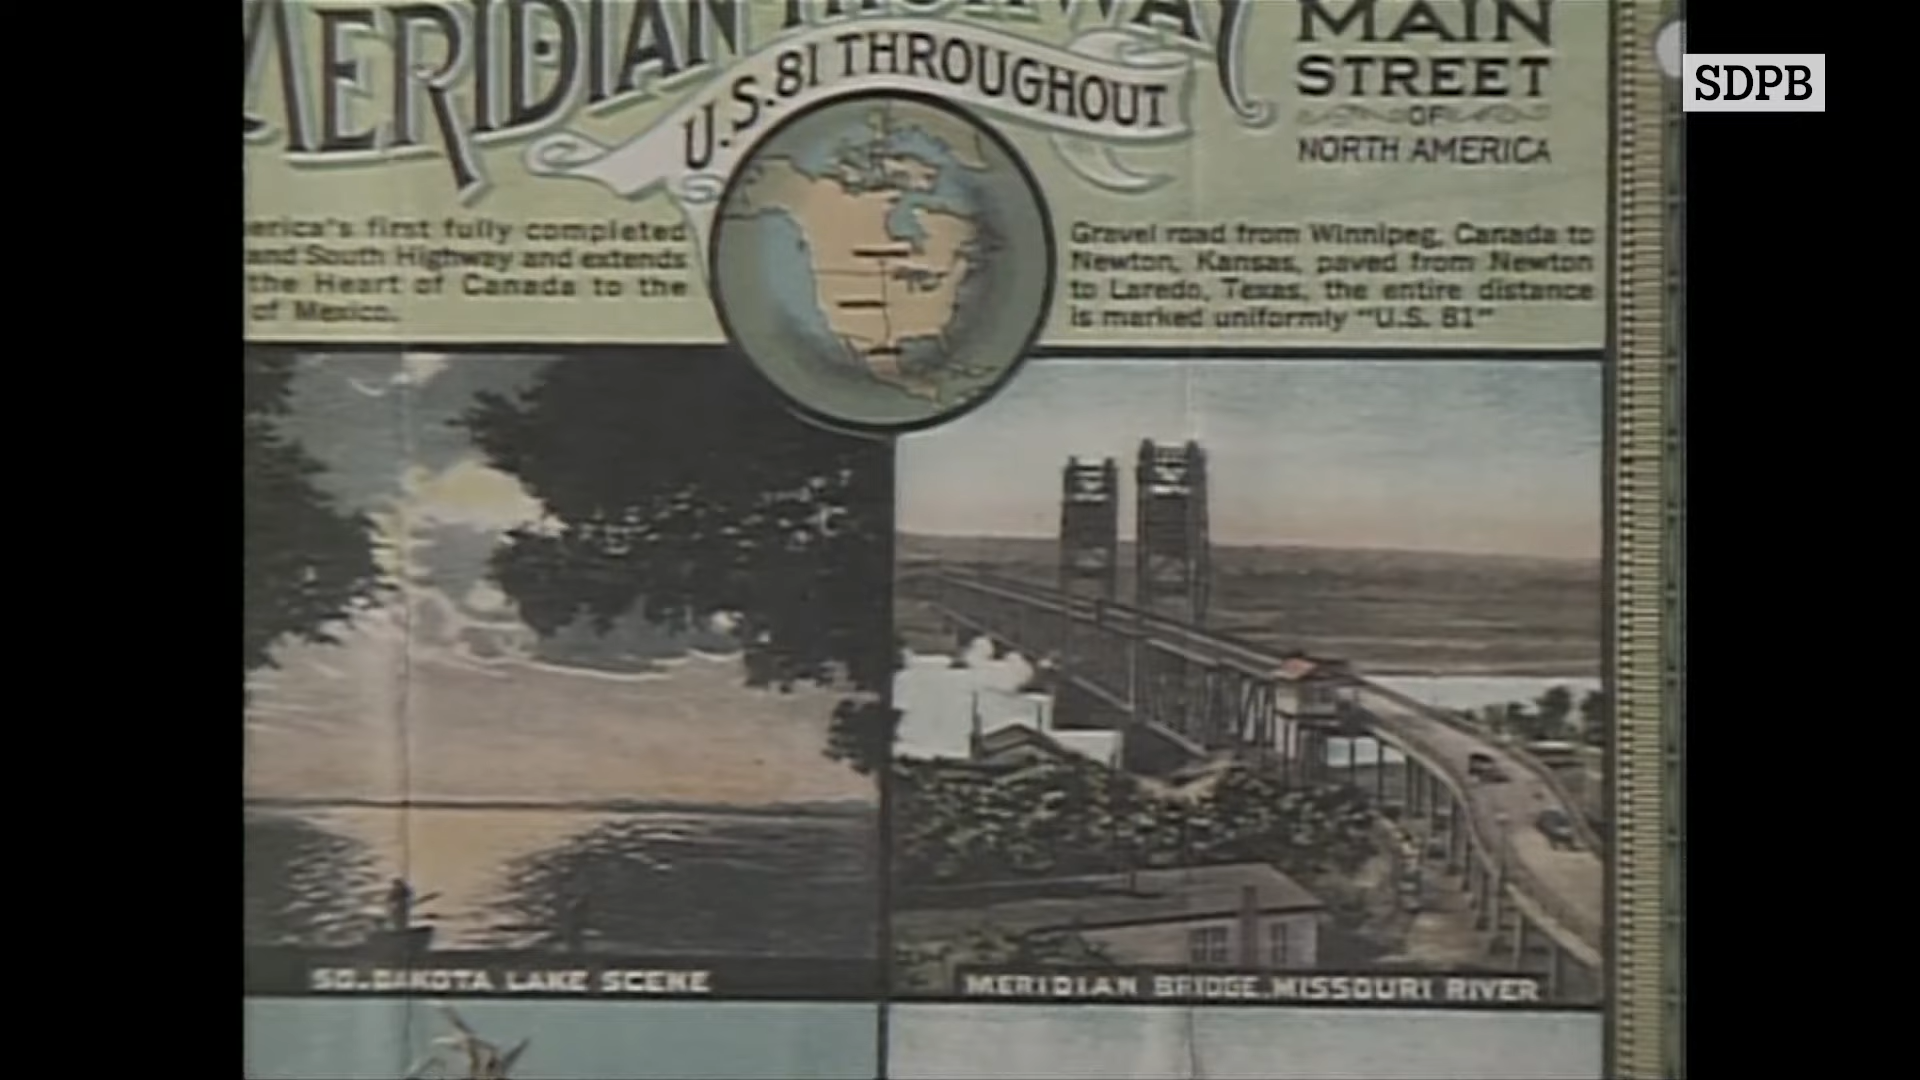 MERIDIAN HIGHWAY
U.S.81 THROUGHOUT
MAIN
STREET
OF
NORTH AMERICA
SDPB
erica's first fully completed
and South Highway and extends
the Heart of Canada to the
of Mexico.
Gravel road from Winnipeg, Canada to
Newton, Kansas, paved from Newton
to Laredo, Texas, the entire distance
is marked uniformly "U.S. 81"
SO. DAKOTA LAKE SCENE
MERIDIAN BRIDGE, MISSOURI RIVER